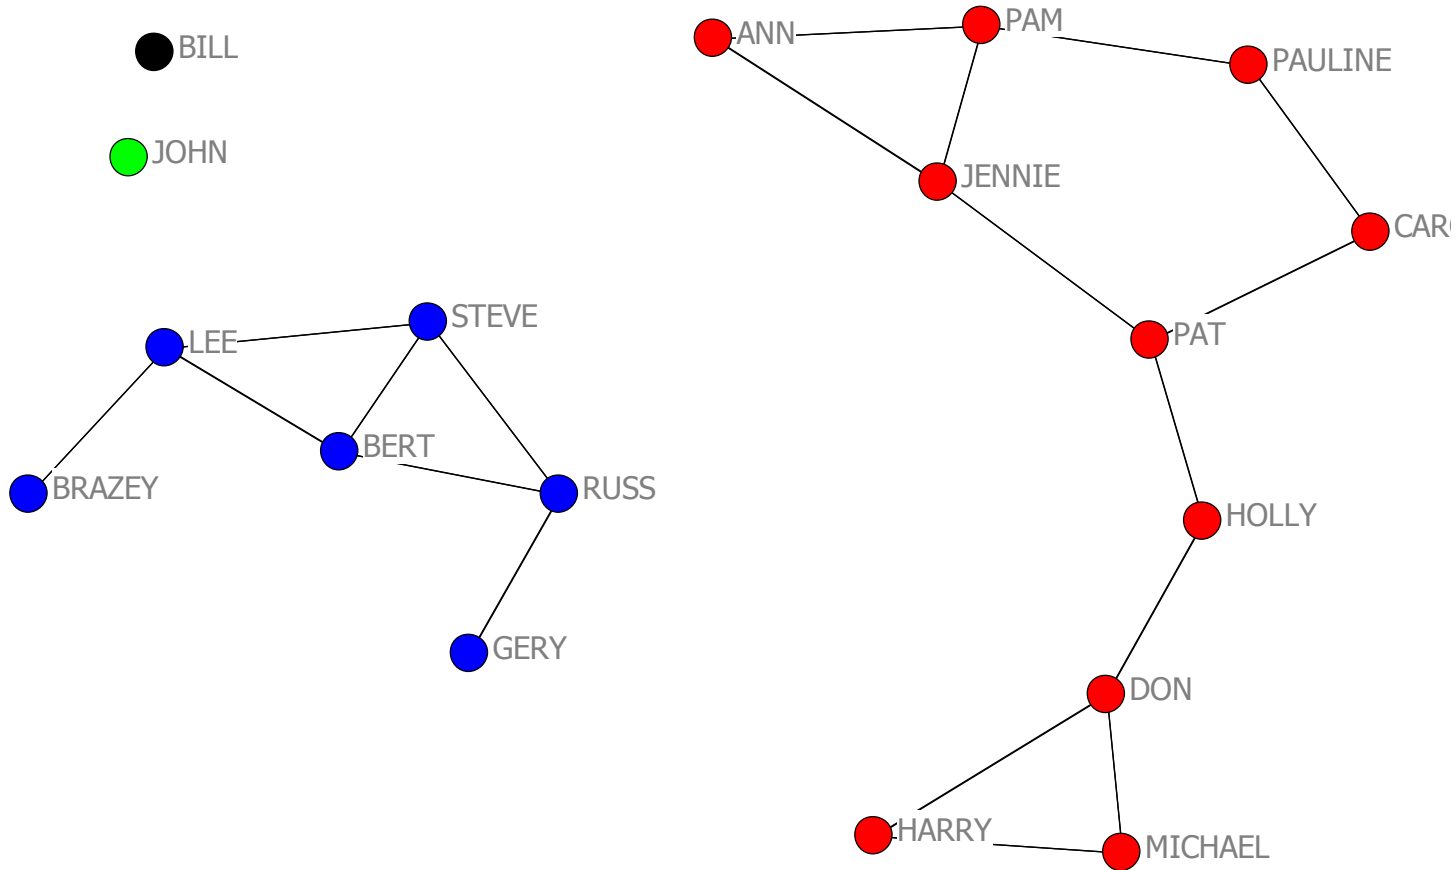 PAM
ANN
BILL
PAULINE
JOHN
JENNIE
STEVE
PAT
LEE
BERT
BRAZEY
RUSS
HOLLY
GERY
DON
HARRY
MICHAEL